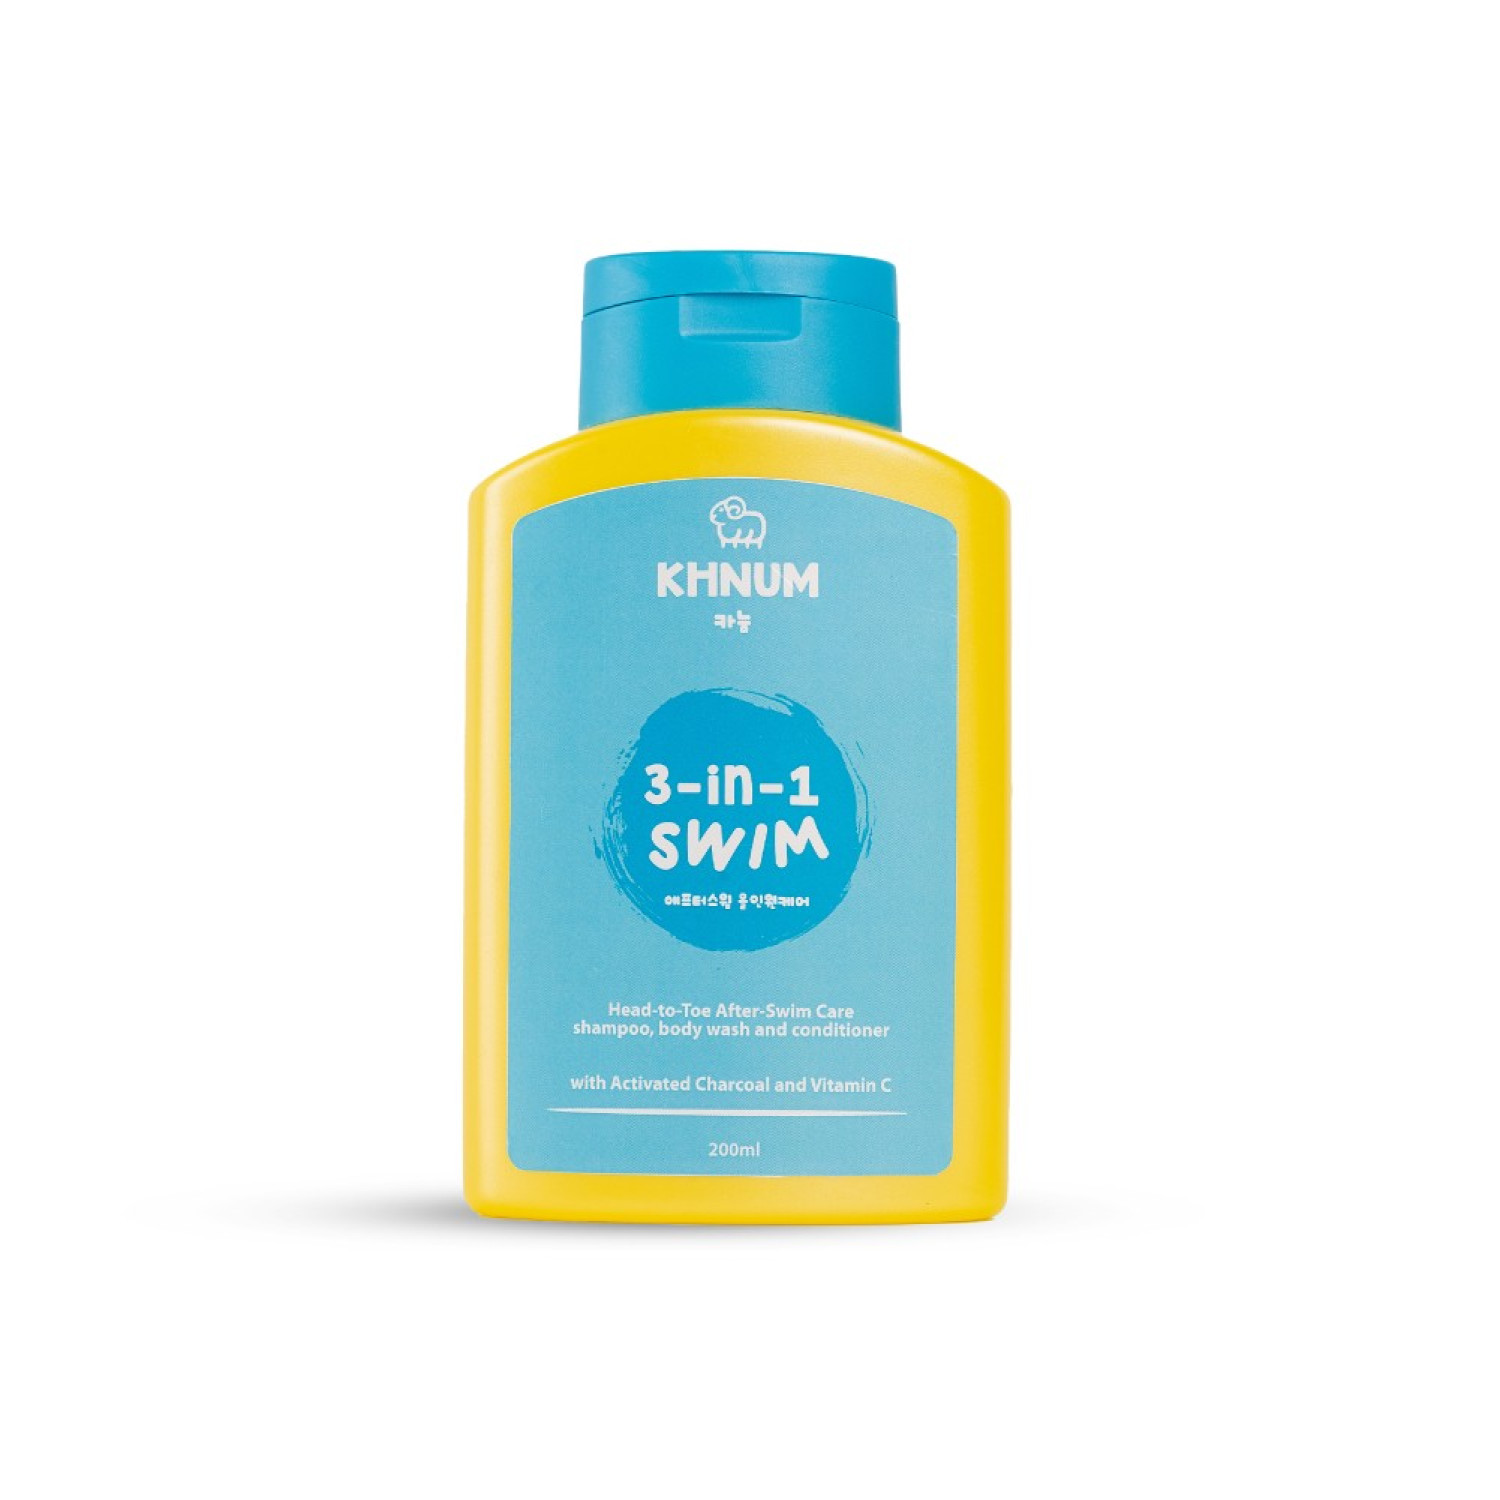 KHNUM
카눔
3-in-1
SWIM
애프터스윔 올인원케어
Head-to-Toe After-Swim Care
shampoo, body wash and conditioner
with Activated Charcoal and Vitamin C
200ml